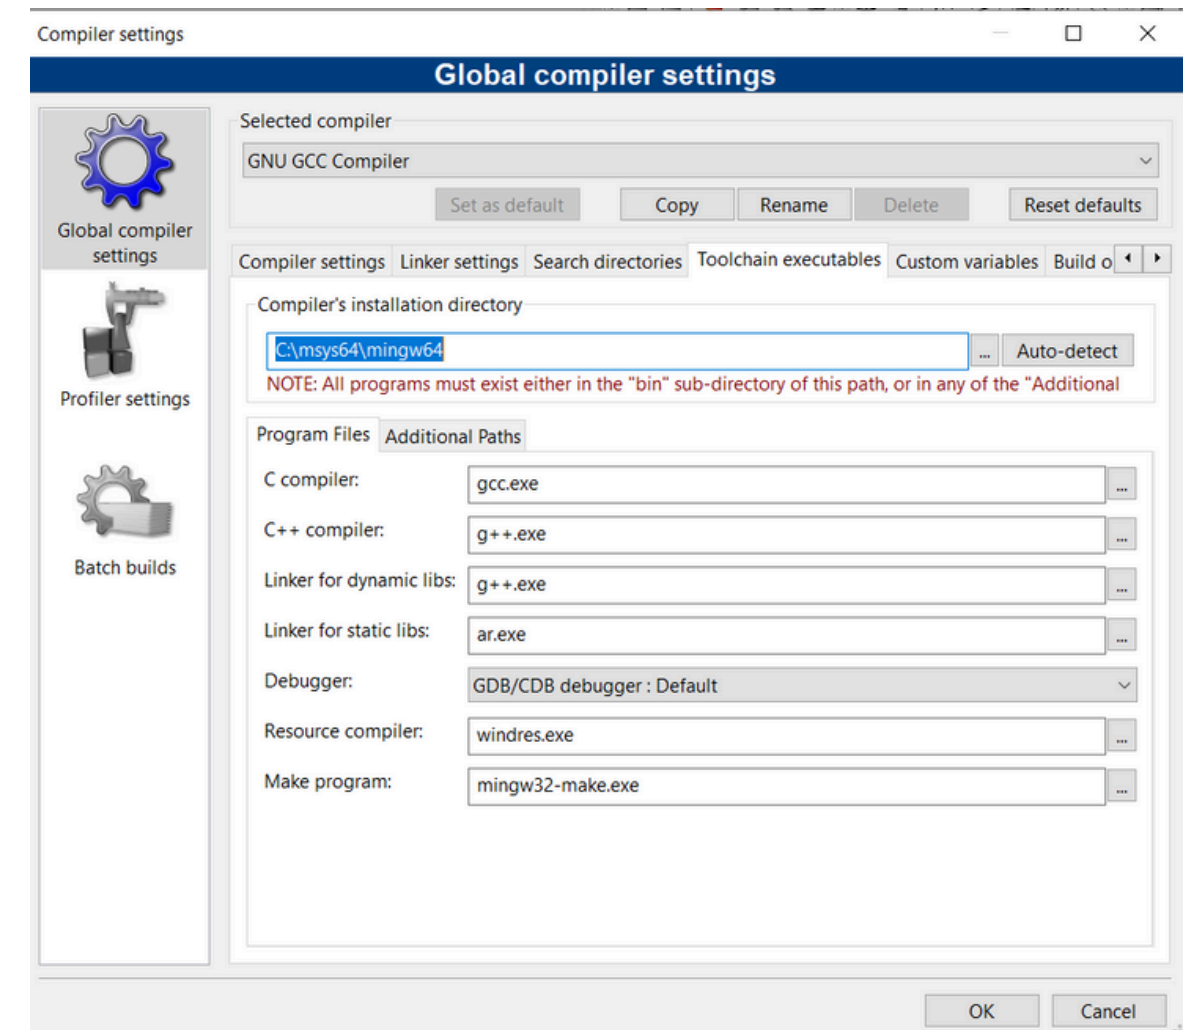 Compiler settings
Global compiler settings
Global compiler
settings
Profiler settings
Batch builds
Selected compiler
GNU GCC Compiler
Set as default Copy Rename Delete Reset defaults
Compiler settings Linker settings Search directories Toolchain executables Custom variables Build o
Compiler's installation directory
C:\msys64\mingw64 ... Auto-detect
NOTE: All programs must exist either in the "bin" sub-directory of this path, or in any of the "Additional
Program Files Additional Paths
C compiler: gcc.exe ...
C++ compiler: g++.exe ...
Linker for dynamic libs: g++.exe ...
Linker for static libs: ar.exe ...
Debugger: GDB/CDB debugger : Default
Resource compiler: windres.exe ...
Make program: mingw32-make.exe ...
OK Cancel